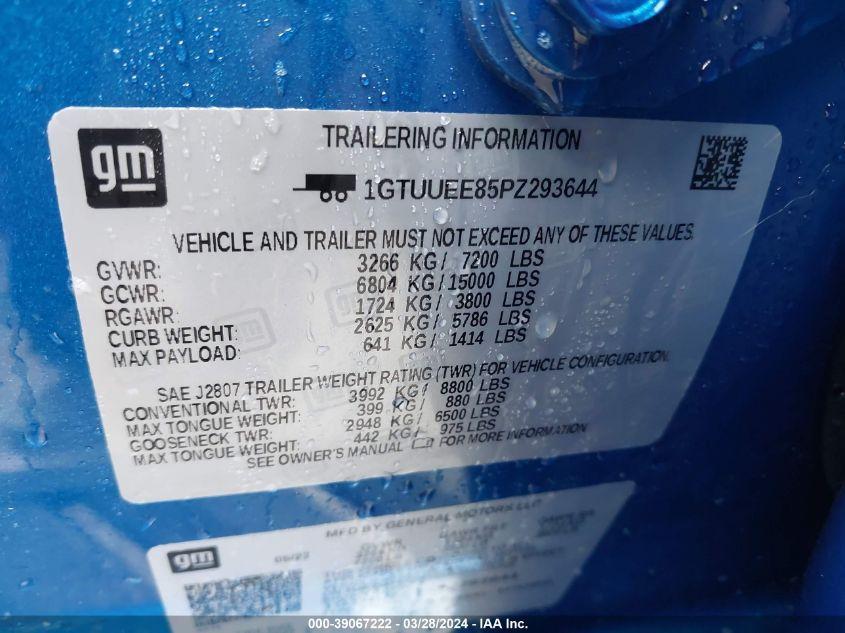 gm
TRAILERING INFORMATION
1GTUUEE85PZ293644
VEHICLE AND TRAILER MUST NOT EXCEED ANY OF THESE VALUES.
GVWR: 3266 KG / 7200 LBS
GCWR: 6804 KG / 15000 LBS
RGAWR: 1724 KG / 3800 LBS
CURB WEIGHT: 2625 KG / 5786 LBS
MAX PAYLOAD: 641 KG / 1414 LBS
SAE J2807 TRAILER WEIGHT RATING (TWR) FOR VEHICLE CONFIGURATION.
CONVENTIONAL TWR: 3992 KG / 8800 LBS
MAX TONGUE WEIGHT: 399 KG / 880 LBS
GOOSENECK TWR: 2948 KG / 6500 LBS
MAX TONGUE WEIGHT: 442 KG / 975 LBS
SEE OWNER'S MANUAL FOR MORE INFORMATION
MFD BY GENERAL MOTORS LLC
gm
000-39067222 - 03/28/2024 - IAA Inc.